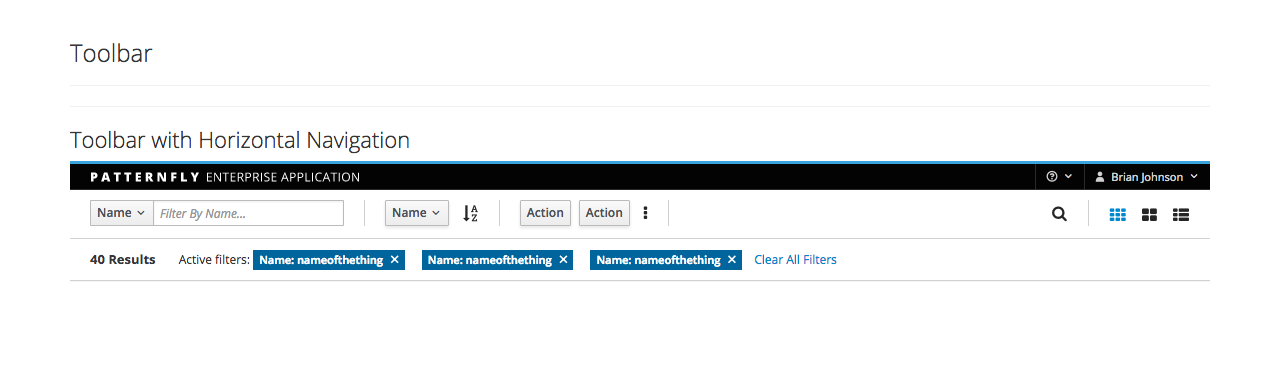 Toolbar
Toolbar with Horizontal Navigation
PATTERNFLY ENTERPRISE APPLICATION Brian Johnson
Name Filter By Name... Name A Z Action Action
40 Results Active filters: Name: nameofthething × Name: nameofthething × Name: nameofthething × Clear All Filters